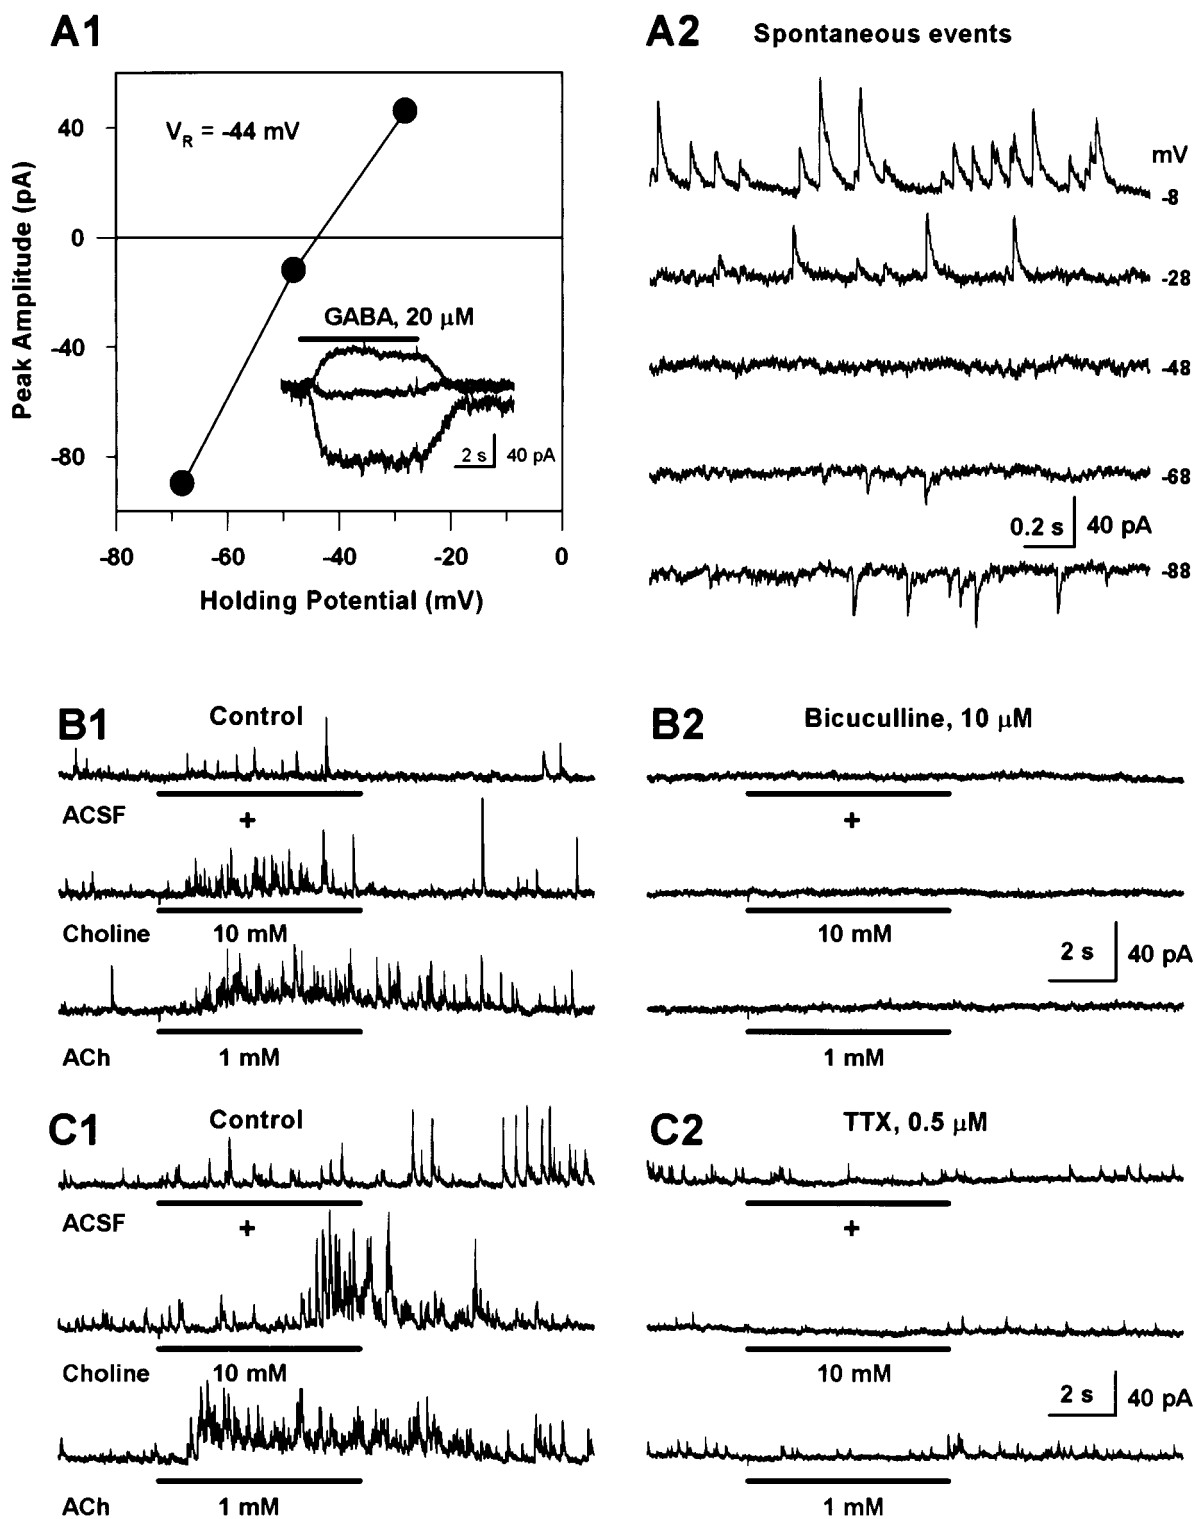 A1
V_R = -44 mV
Peak Amplitude (pA)
40
0
-40
-80
GABA, 20 μM
2 s 40 pA
-80 -60 -40 -20 0
Holding Potential (mV)
A2 Spontaneous events
mV
-8
-28
-48
-68
0.2 s 40 pA
-88
B1 Control
ACSF +
Choline 10 mM
ACh 1 mM
B2 Bicuculline, 10 μM
+
10 mM
2 s 40 pA
1 mM
C1 Control
ACSF +
Choline 10 mM
ACh 1 mM
C2 TTX, 0.5 μM
+
10 mM
2 s 40 pA
1 mM